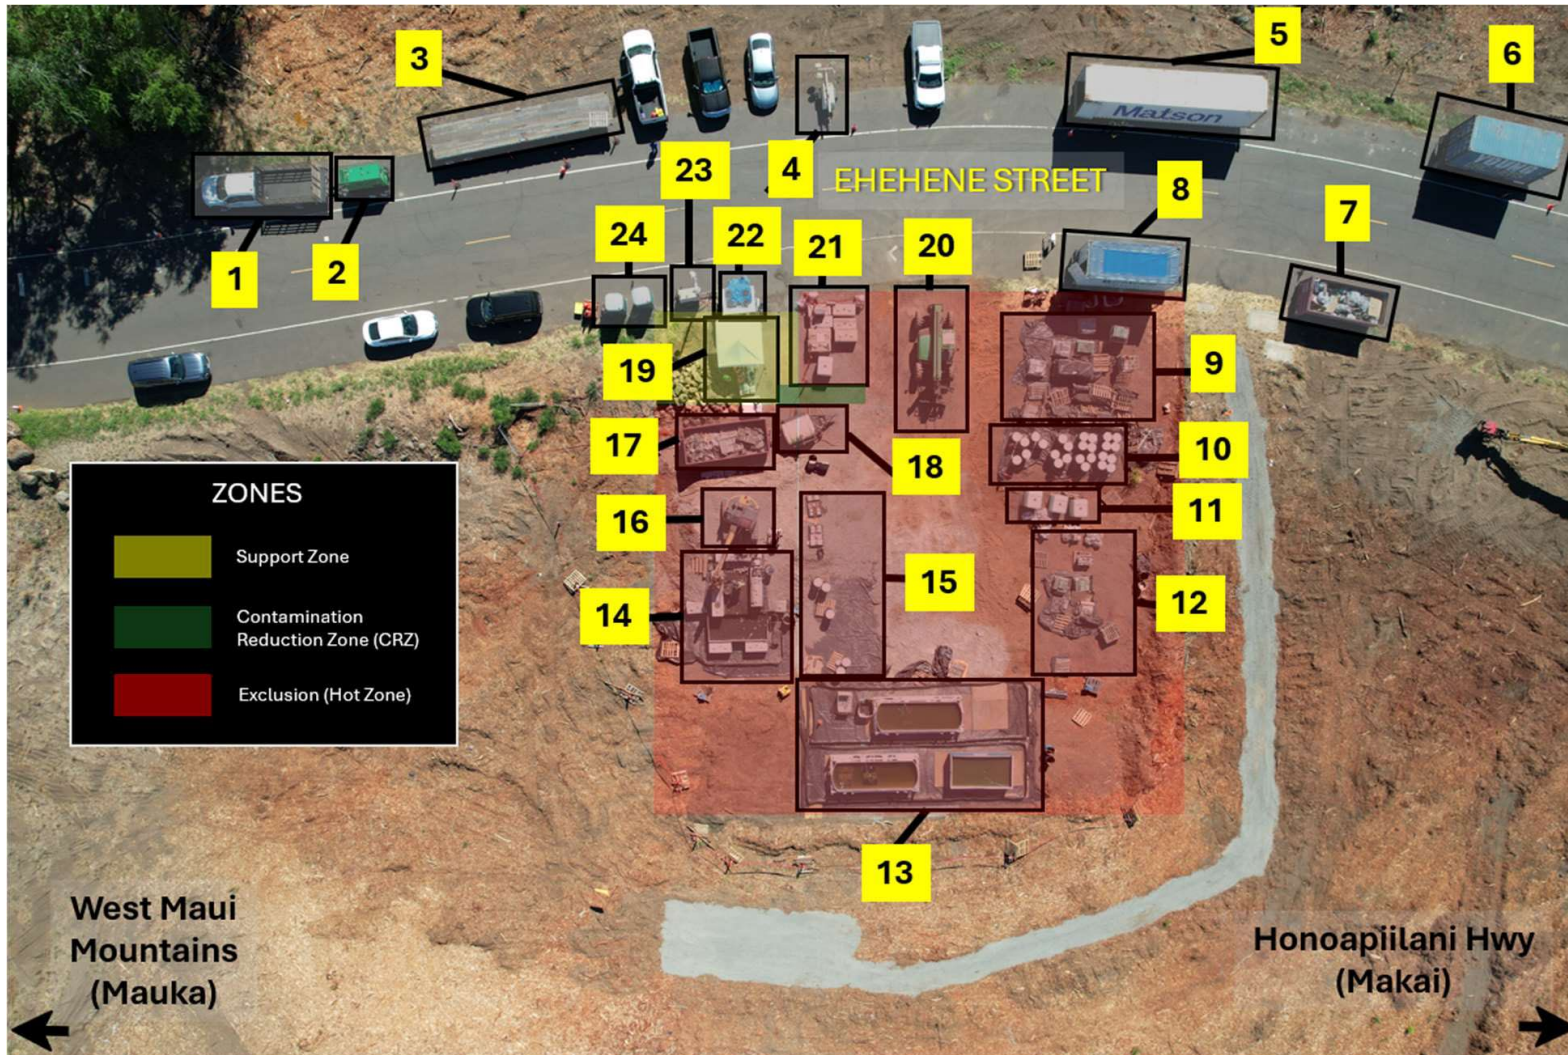 3
5
6
Matson
23
4
EHEHENE STREET
8
7
24
22
21
20
1
2
19
9
17
18
10
16
11
15
14
12
13
ZONES
Support Zone
Contamination
Reduction Zone (CRZ)
Exclusion (Hot Zone)
West Maui
Mountains
(Mauka)
Honoapiilani Hwy
(Makai)